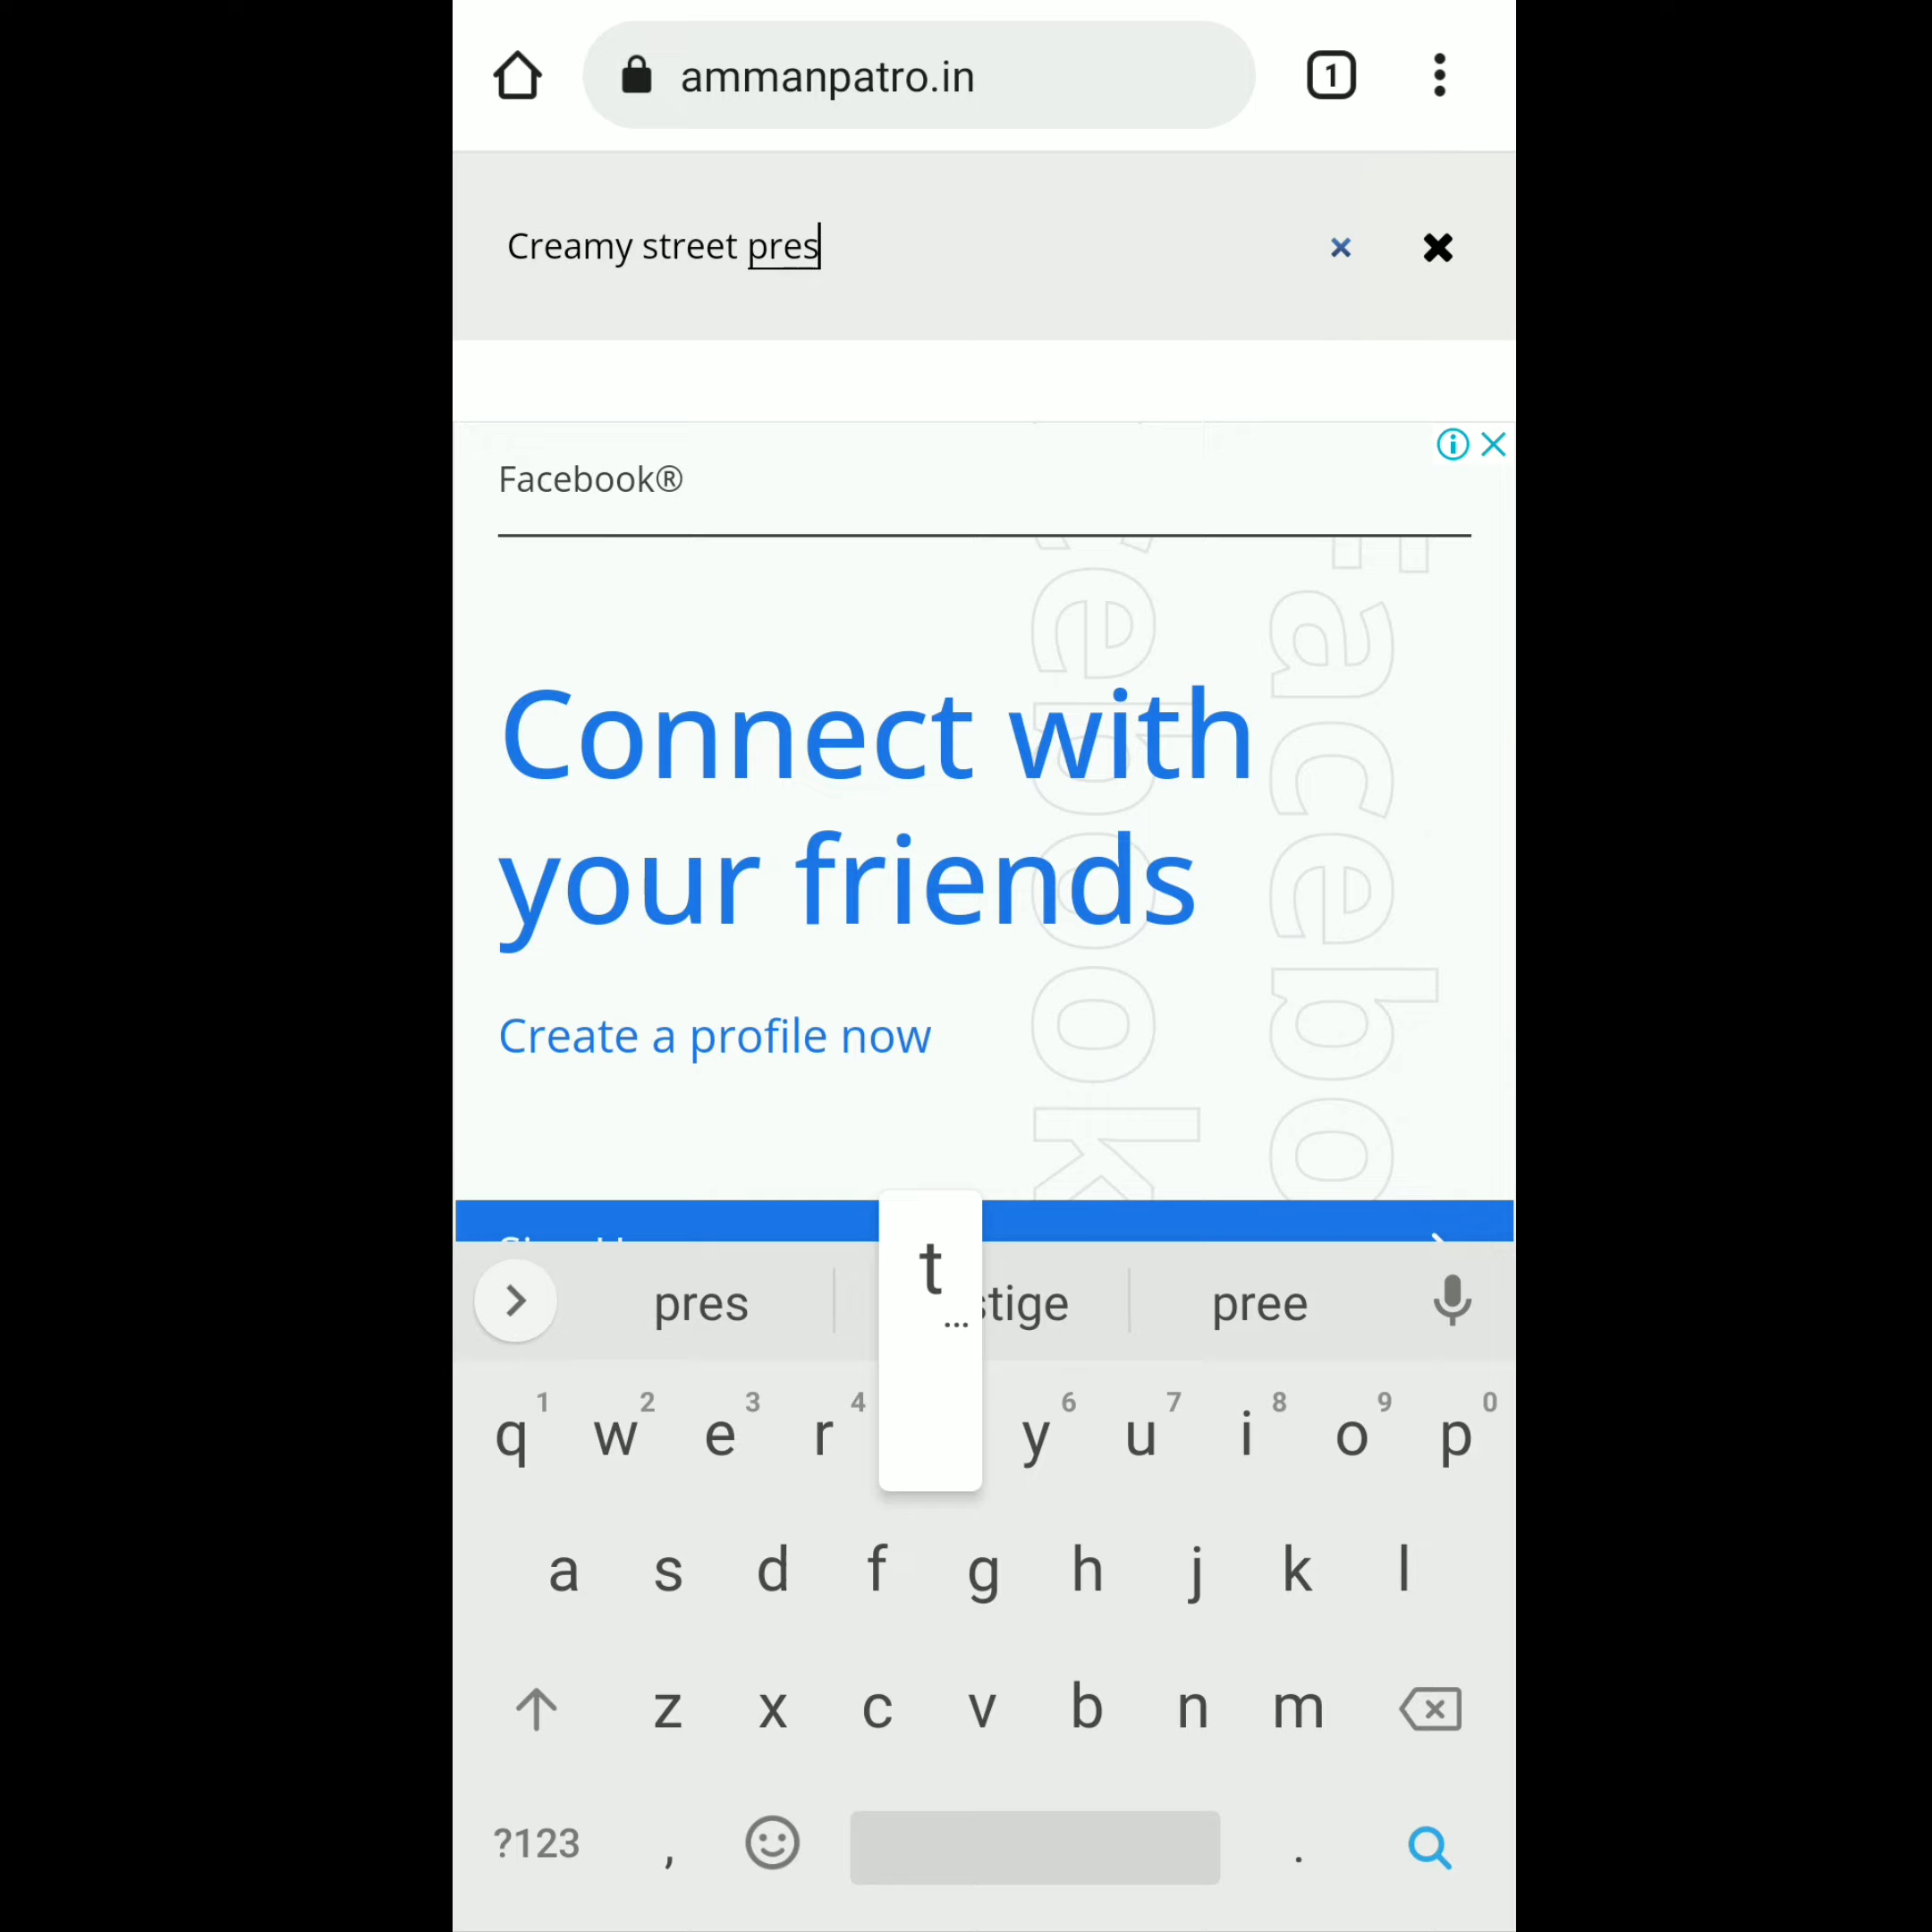 ammanpatro.in
1
Creamy street pres
Facebook®
Connect with
your friends
Create a profile now
t
...
pres
stige
pree
1 2 3 4 6 7 8 9 0
q w e r y u i o p
a s d f g h j k l
z x c v b n m
?123 , .